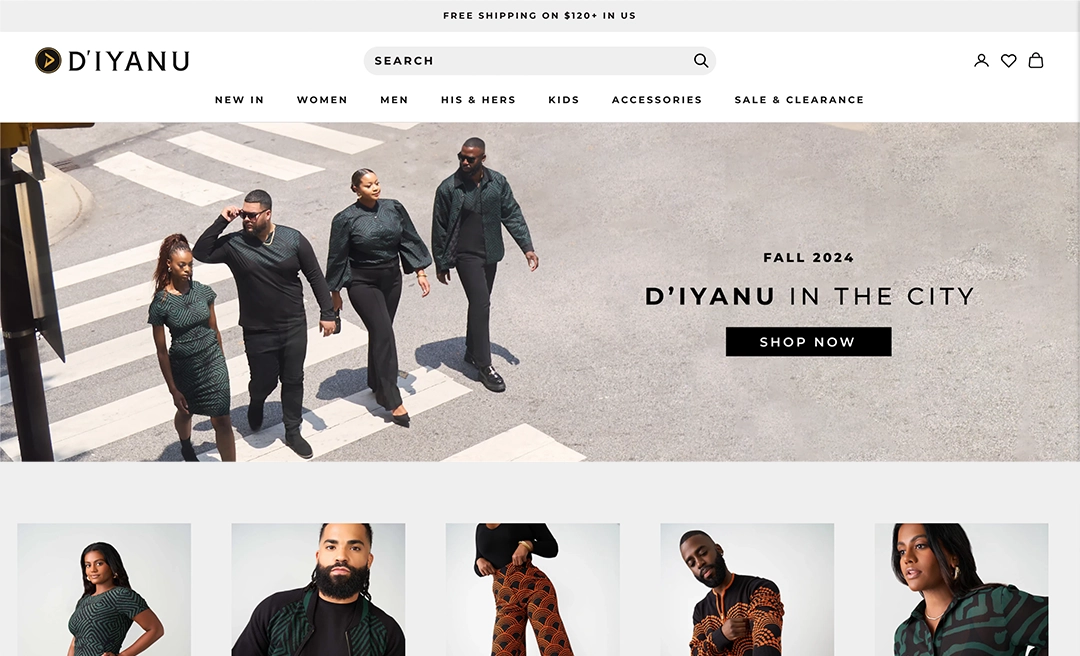 FREE SHIPPING ON $120+ IN US
D'IYANU
SEARCH
NEW IN WOMEN MEN HIS & HERS KIDS ACCESSORIES SALE & CLEARANCE
FALL 2024
D'IYANU IN THE CITY
SHOP NOW